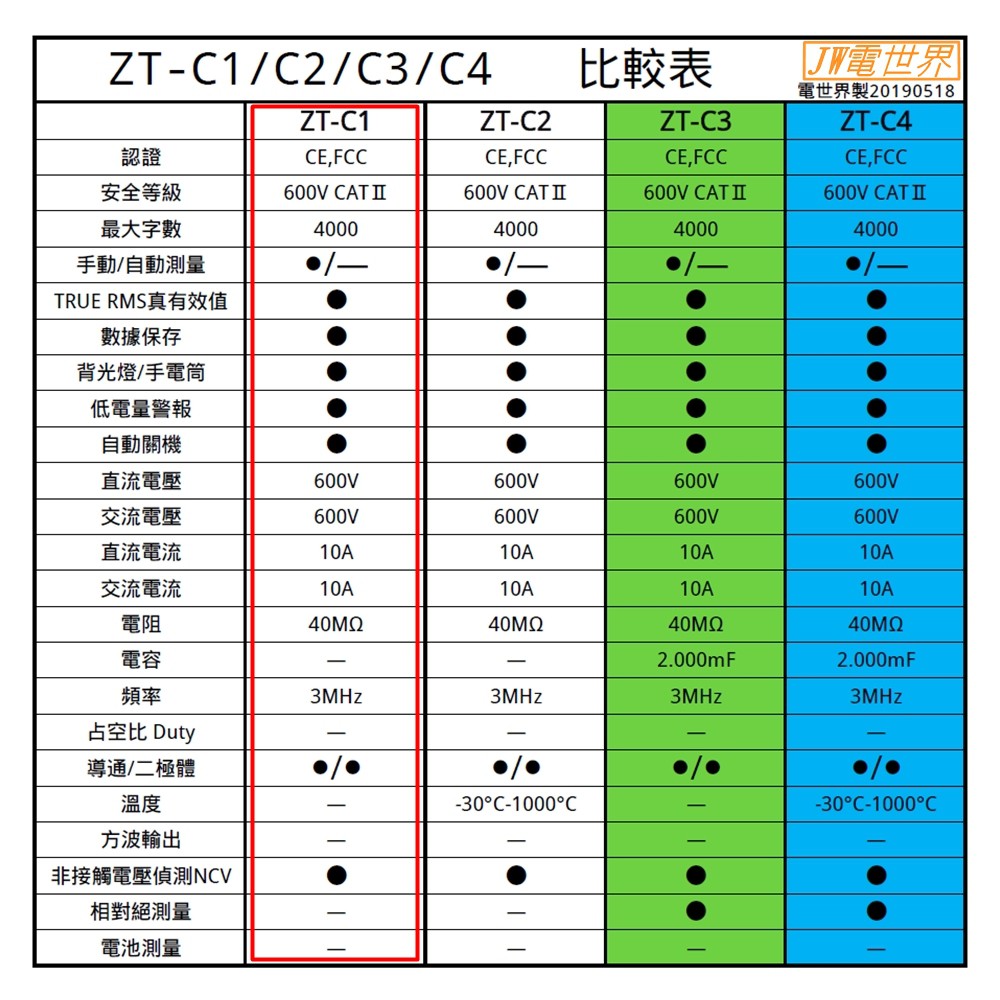 ZT-C1/C2/C3/C4 比較表 JW電世界
電世界製20190518
ZT-C1 ZT-C2 ZT-C3 ZT-C4
認證 CE,FCC CE,FCC CE,FCC CE,FCC
安全等級 600V CATⅡ 600V CATⅡ 600V CATⅡ 600V CATⅡ
最大字數 4000 4000 4000 4000
手動/自動測量 ●/— ●/— ●/— ●/—
TRUE RMS真有效值 ● ● ● ●
數據保存 ● ● ● ●
背光燈/手電筒 ● ● ● ●
低電量警報 ● ● ● ●
自動關機 ● ● ● ●
直流電壓 600V 600V 600V 600V
交流電壓 600V 600V 600V 600V
直流電流 10A 10A 10A 10A
交流電流 10A 10A 10A 10A
電阻 40MΩ 40MΩ 40MΩ 40MΩ
電容 — — 2.000mF 2.000mF
頻率 3MHz 3MHz 3MHz 3MHz
占空比 Duty — — — —
導通/二極體 ●/● ●/● ●/● ●/●
溫度 — -30°C-1000°C — -30°C-1000°C
方波輸出 — — — —
非接觸電壓偵測NCV ● ● ● ●
相對絕測量 — — ● ●
電池測量 — — — —